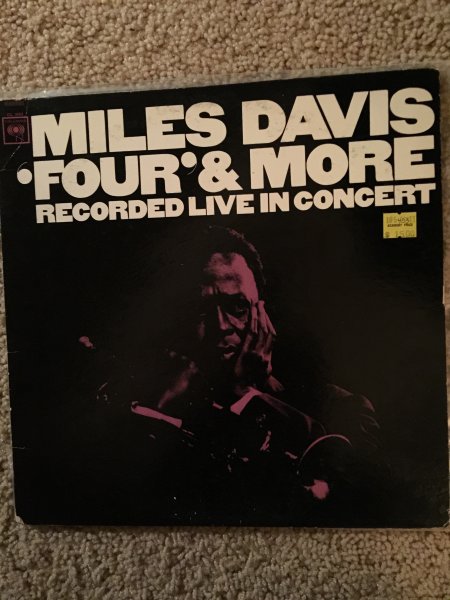 MILES DAVIS
'FOUR' & MORE
RECORDED LIVE IN CONCERT